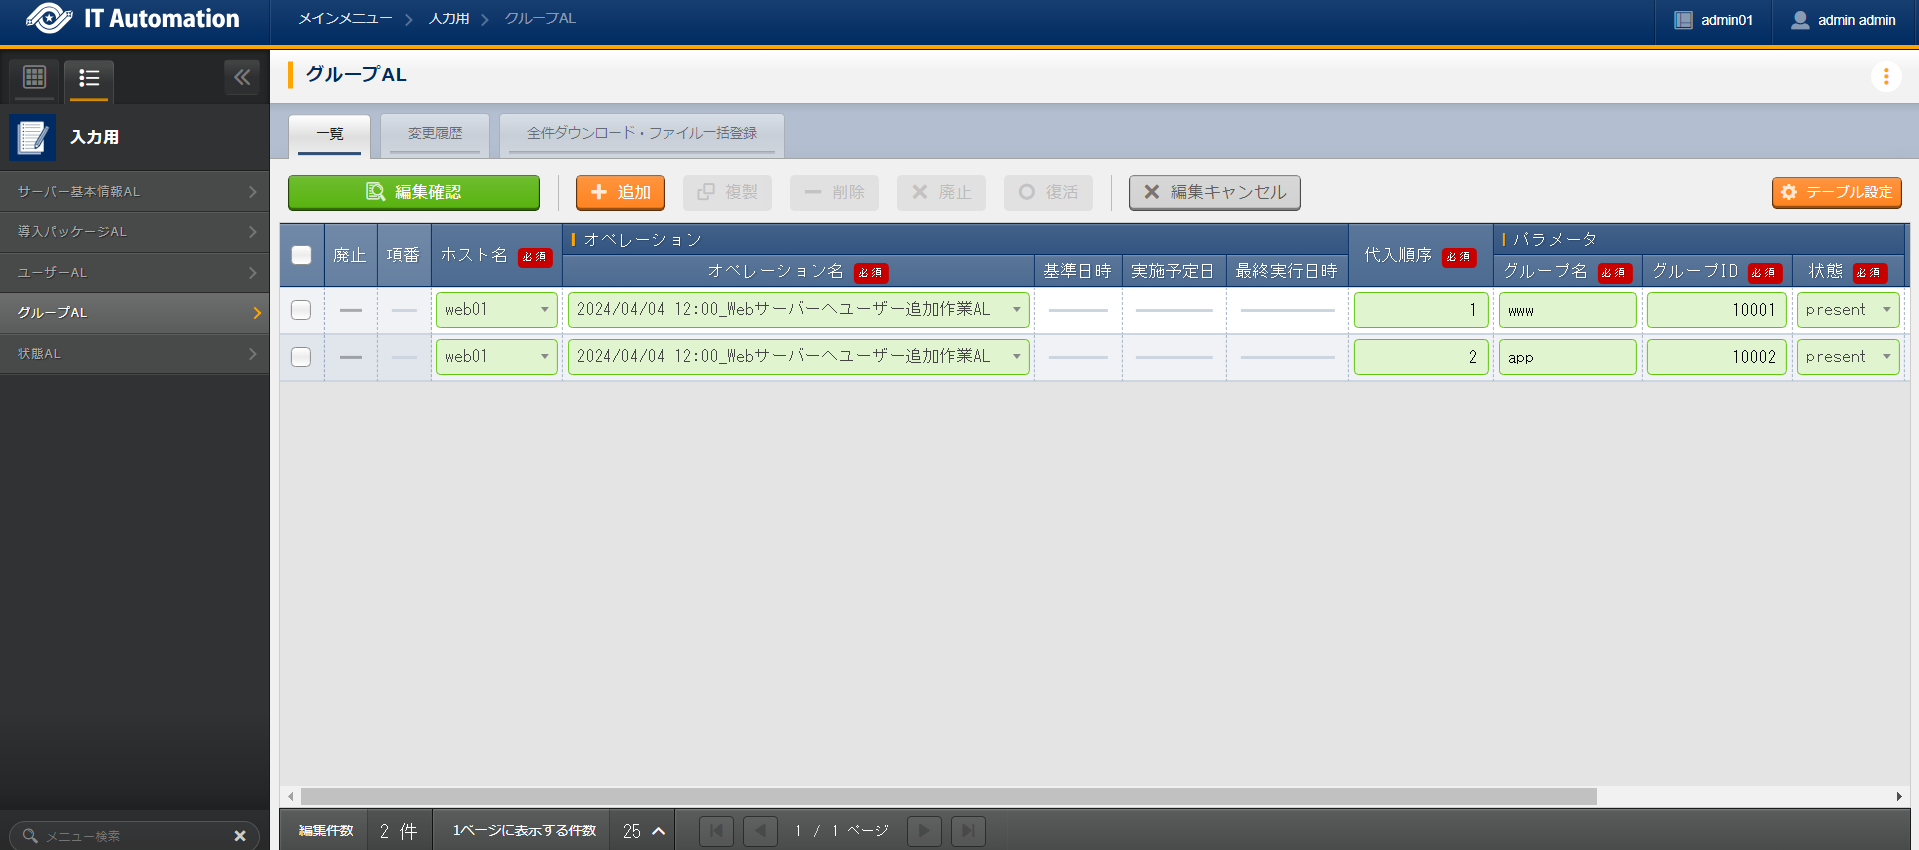 IT Automation
メインメニュー 入力用 グループAL
admin01
admin admin
入力用
サーバー基本情報AL
導入パッケージAL
ユーザーAL
グループAL
状態AL
メニュー検索
グループAL
一覧 変更履歴 全件ダウンロード・ファイル一括登録
編集確認 追加 複製 削除 廃止 復活 編集キャンセル テーブル設定
オペレーション パラメータ
廃止 項番 ホスト名 必須 代入順序 必須
オペレーション名 必須 基準日時 実施予定日 最終実行日時 グループ名 必須 グループID 必須 状態 必須
web01 2024/04/04 12:00_Webサーバーへユーザー追加作業AL 1 www 10001 present
web01 2024/04/04 12:00_Webサーバーへユーザー追加作業AL 2 app 10002 present
編集件数 2 件 1ページに表示する件数 25 1 / 1 ページ